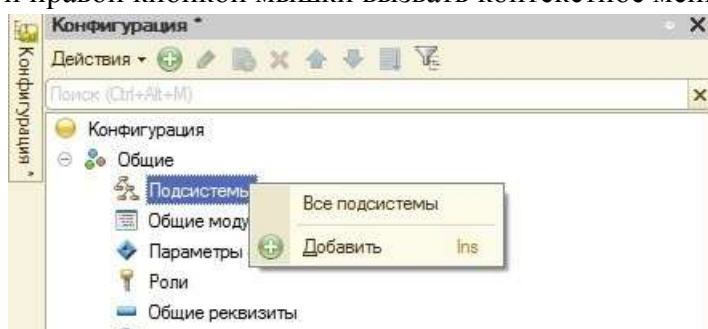 и правой кнопкой мышки вызвать контекстное мен
Конфигурация *
Конфигурация *
Действия
Поиск (Ctrl+Alt+M)
Конфигурация
Общие
Подсистемы
Все подсистемы
Общие моду
Добавить Ins
Параметры
Роли
Общие реквизиты